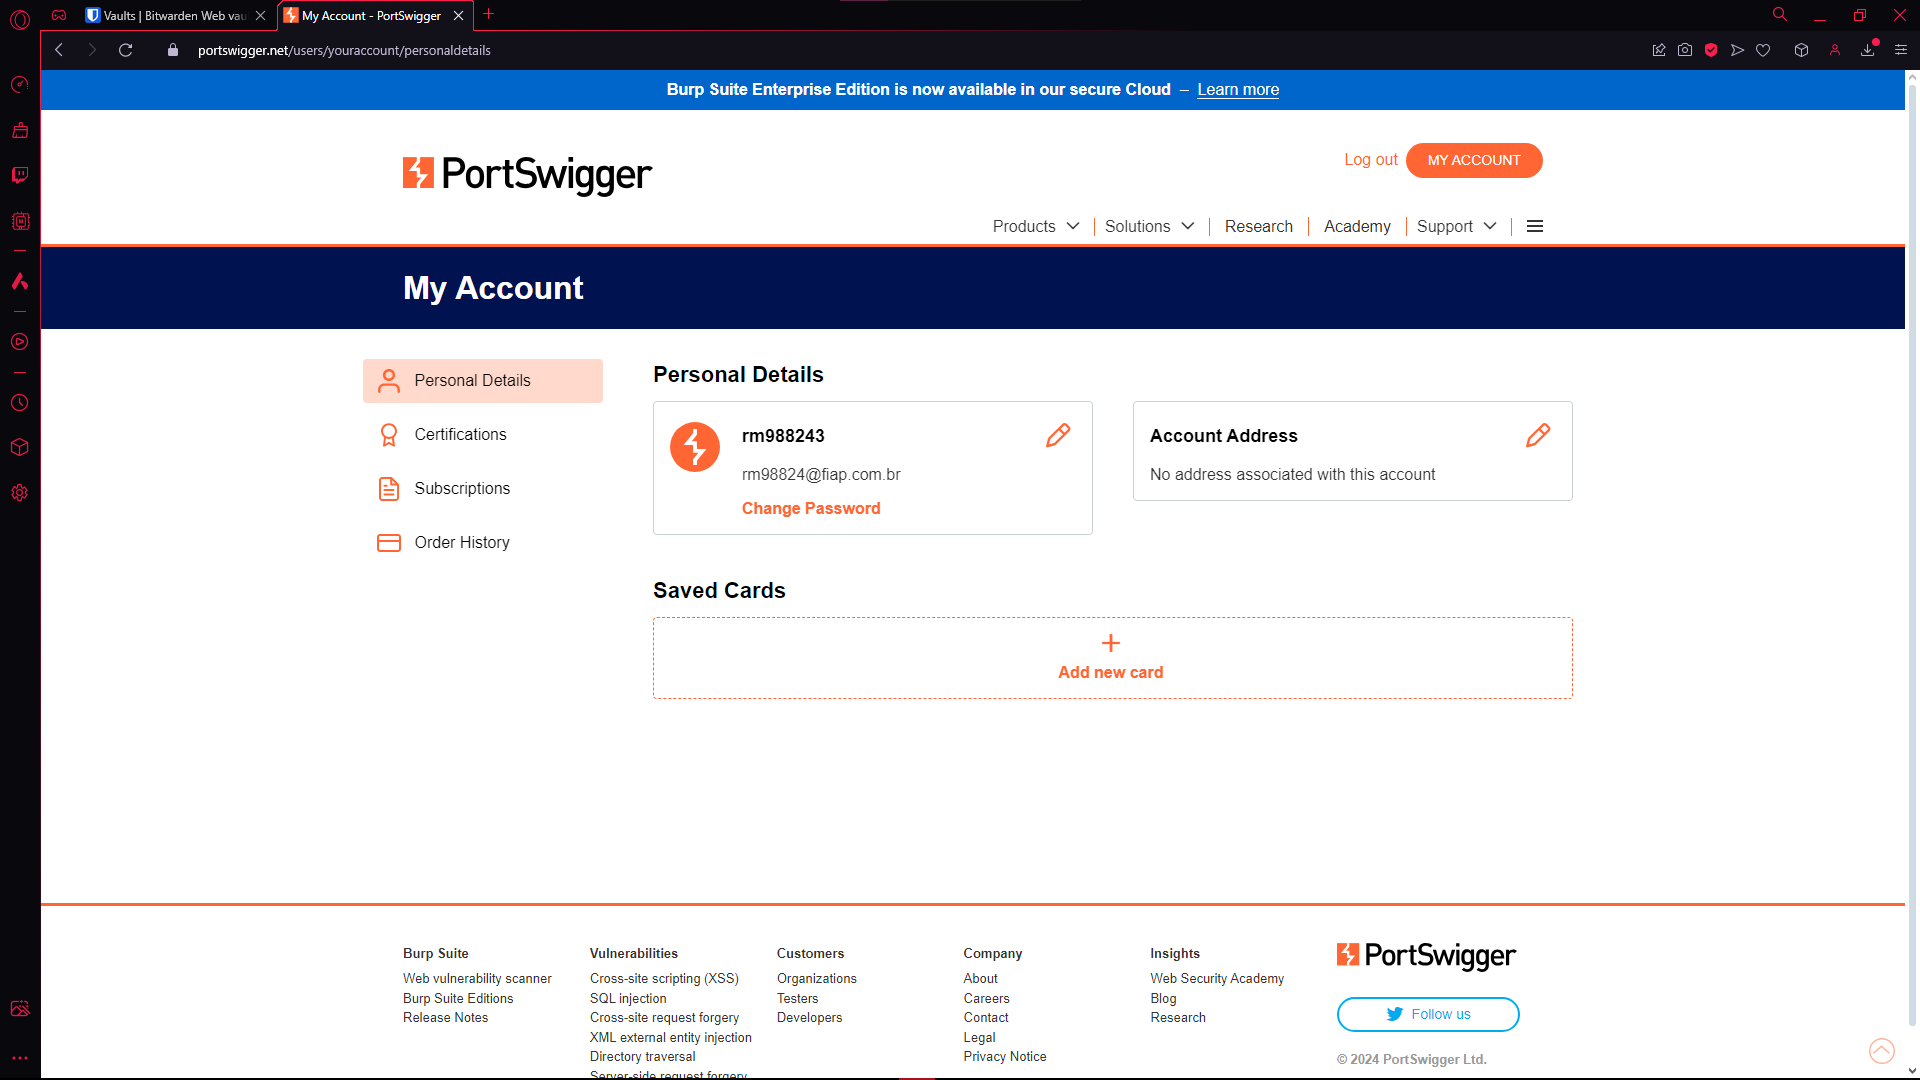 Vaults | Bitwarden Web vau
My Account - PortSwigger
portswigger.net/users/youraccount/personaldetails
Burp Suite Enterprise Edition is now available in our secure Cloud – Learn more
PortSwigger
Log out
MY ACCOUNT
Products
Solutions
Research
Academy
Support
My Account
Personal Details
Certifications
Subscriptions
Order History
Personal Details
rm988243
rm98824@fiap.com.br
Change Password
Account Address
No address associated with this account
Saved Cards
+
Add new card
Burp Suite
Web vulnerability scanner
Burp Suite Editions
Release Notes
Vulnerabilities
Cross-site scripting (XSS)
SQL injection
Cross-site request forgery
XML external entity injection
Directory traversal
Server-side request forgery
Customers
Organizations
Testers
Developers
Company
About
Careers
Contact
Legal
Privacy Notice
Insights
Web Security Academy
Blog
Research
PortSwigger
Follow us
© 2024 PortSwigger Ltd.